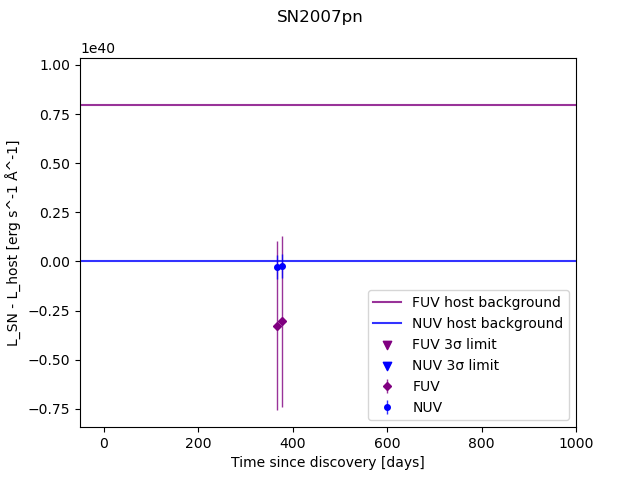 SN2007pn
1e40
1.00
0.75
0.50
0.25
0.00
−0.25
−0.50
−0.75
L_SN - L_host [erg s^-1 Å^-1]
FUV host background
NUV host background
FUV 3σ limit
NUV 3σ limit
FUV
NUV
0 200 400 600 800 1000
Time since discovery [days]